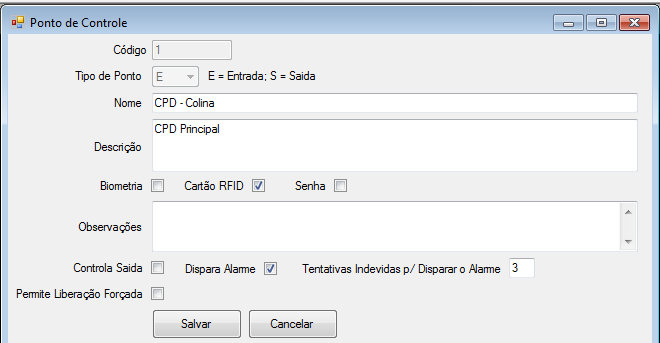 Ponto de Controle
Código 1
Tipo de Ponto E E = Entrada; S = Saida
Nome CPD - Colina
Descrição CPD Principal
Biometria Cartão RFID Senha
Observações
Controla Saida Dispara Alarme Tentativas Indevidas p/ Disparar o Alarme 3
Permite Liberação Forçada
Salvar Cancelar